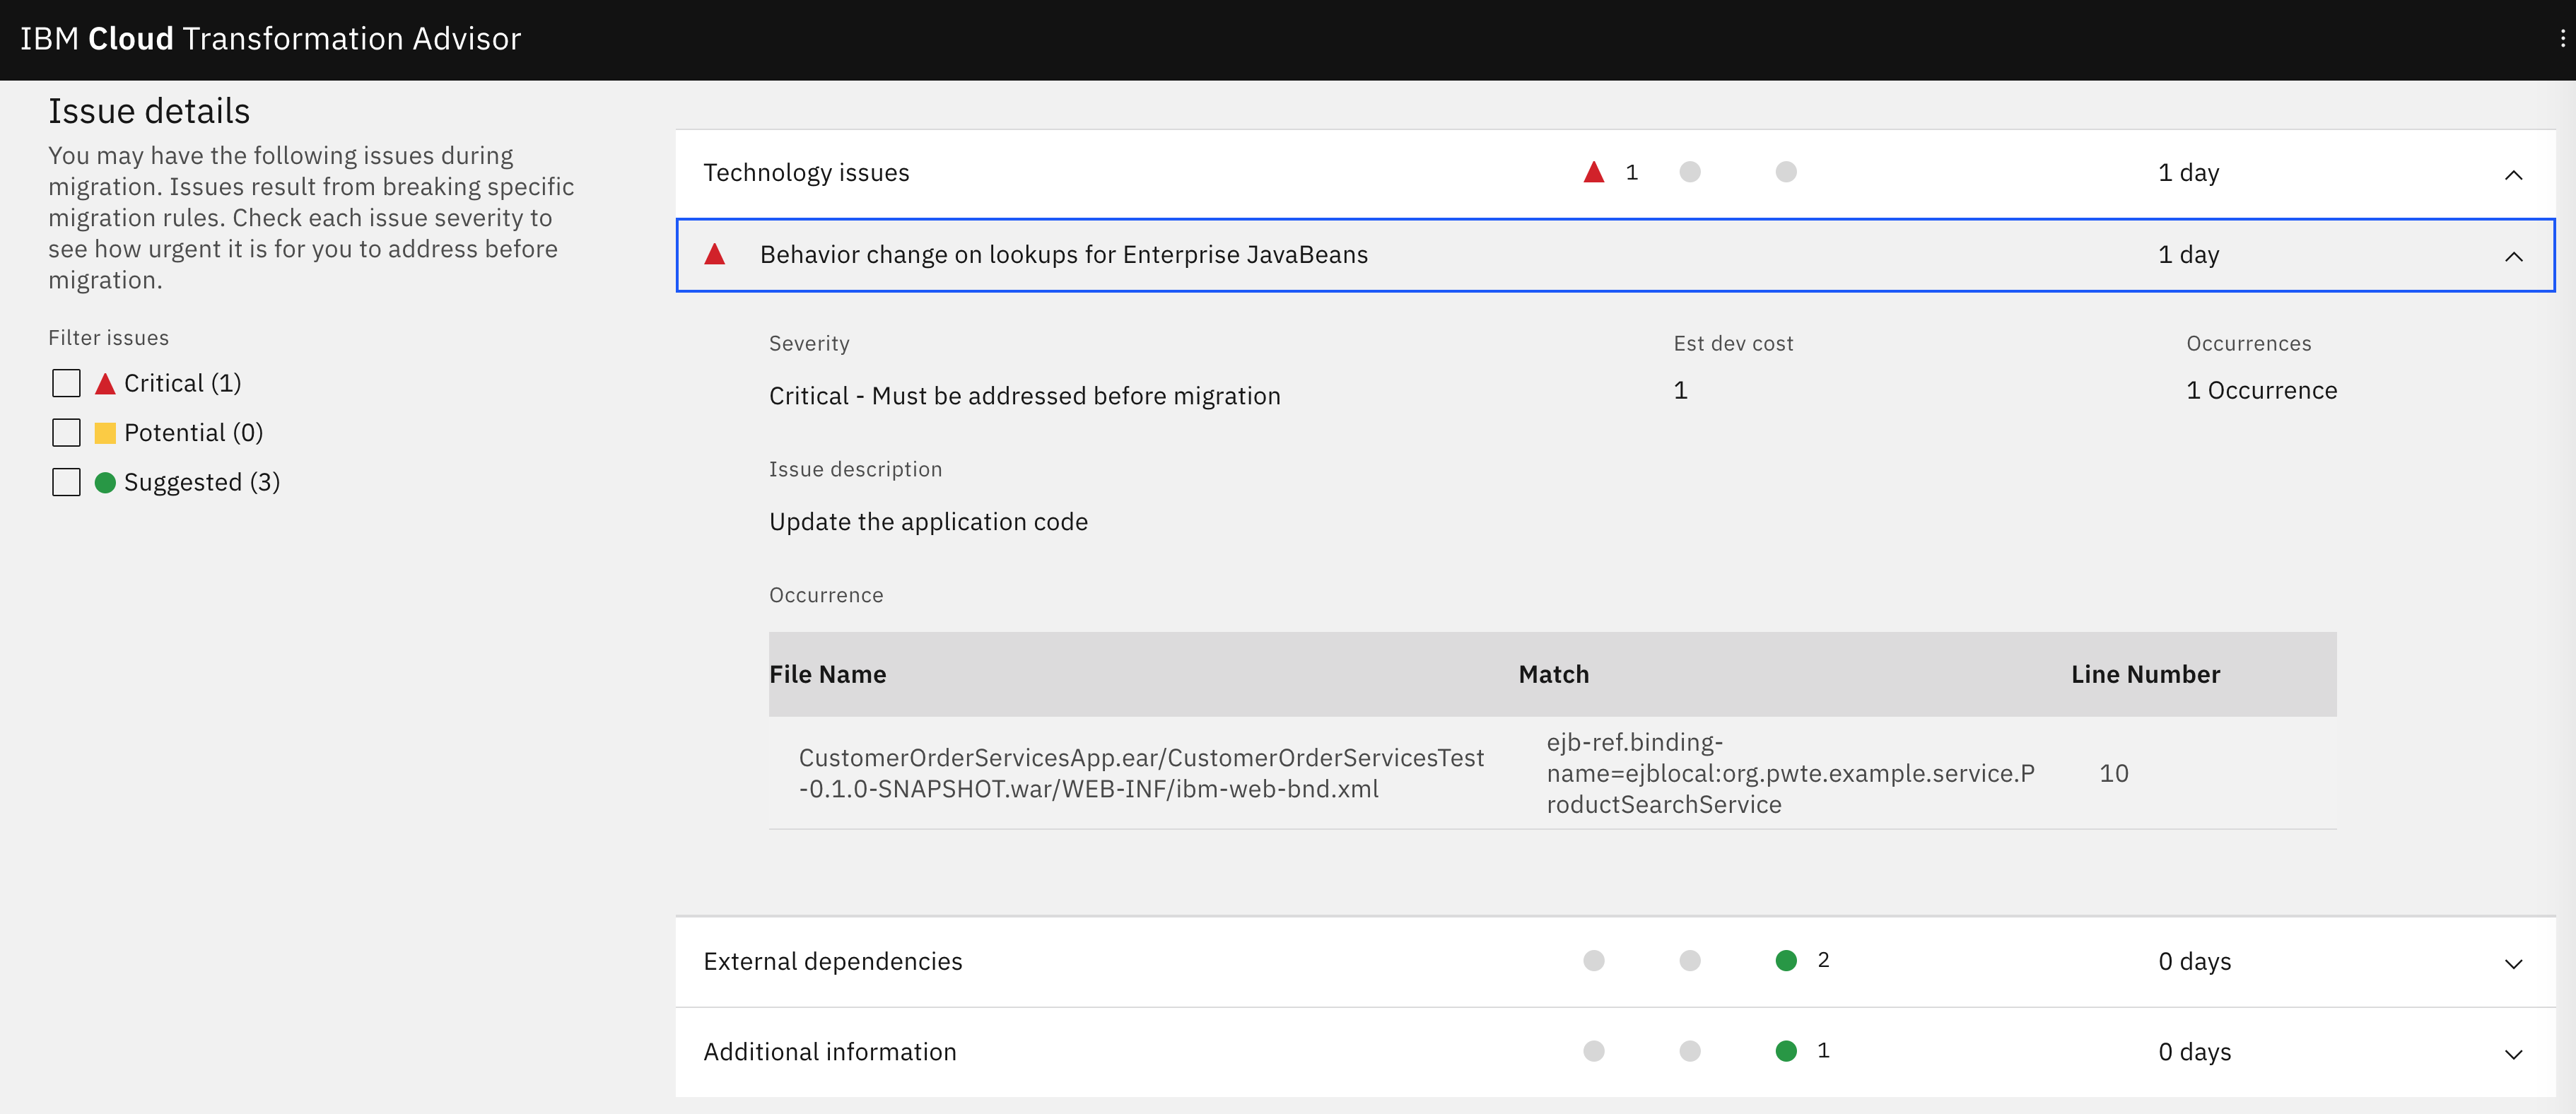 IBM Cloud Transformation Advisor
Issue details
You may have the following issues during
migration. Issues result from breaking specific
migration rules. Check each issue severity to
see how urgent it is for you to address before
migration.
Filter issues
Critical (1)
Potential (0)
Suggested (3)
Technology issues 1 1 day
Behavior change on lookups for Enterprise JavaBeans 1 day
Severity Est dev cost Occurrences
Critical - Must be addressed before migration 1 1 Occurrence
Issue description
Update the application code
Occurrence
File Name Match Line Number
CustomerOrderServicesApp.ear/CustomerOrderServicesTest
-0.1.0-SNAPSHOT.war/WEB-INF/ibm-web-bnd.xml
ejb-ref.binding-
name=ejblocal:org.pwte.example.service.P
roductSearchService
10
External dependencies 2 0 days
Additional information 1 0 days